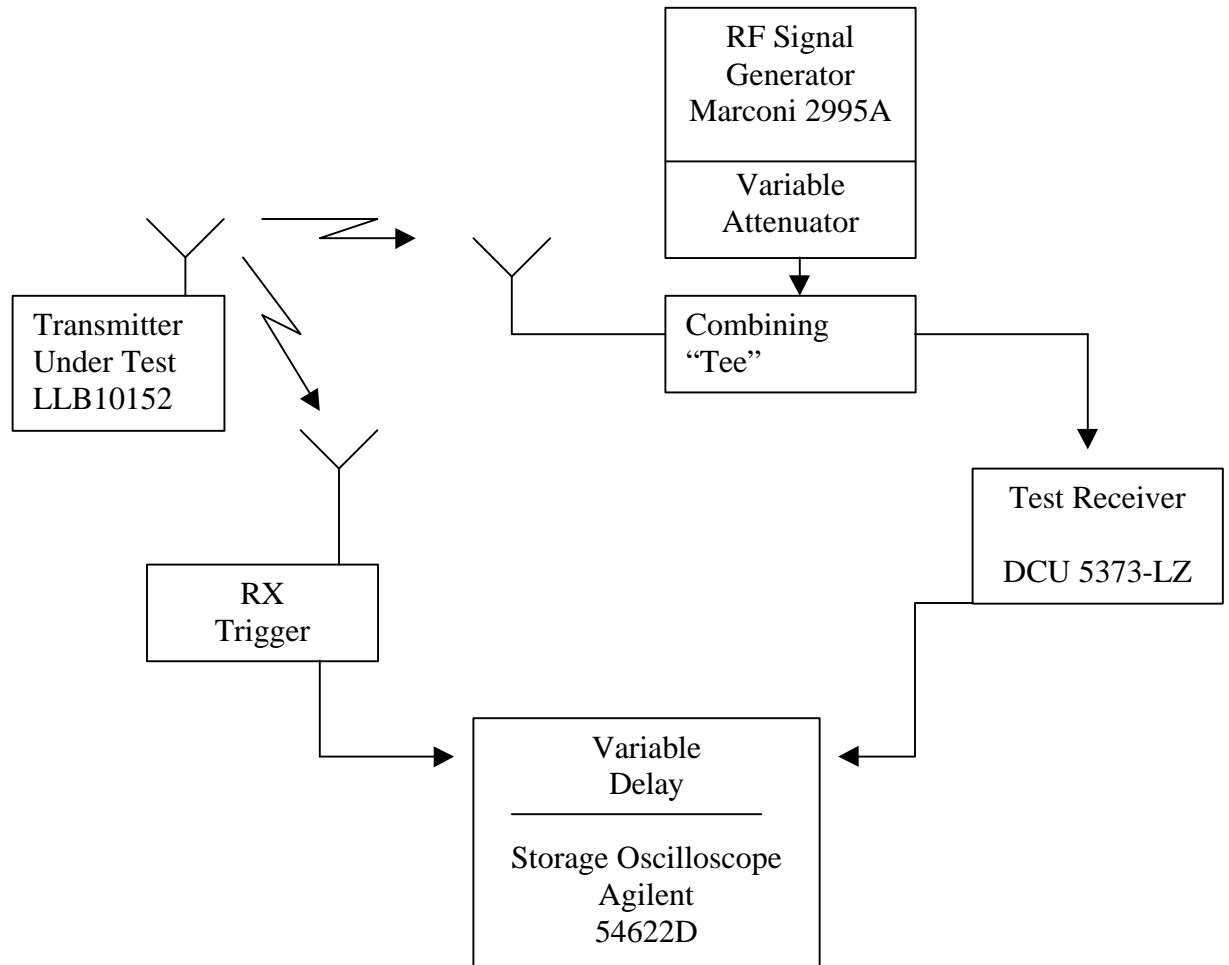 RF Signal
Generator
Marconi 2995A
Variable
Attenuator
Transmitter
Under Test
LLB10152
Combining
“Tee”
Test Receiver
DCU 5373-LZ
RX
Trigger
Variable
Delay
Storage Oscilloscope
Agilent
54622D